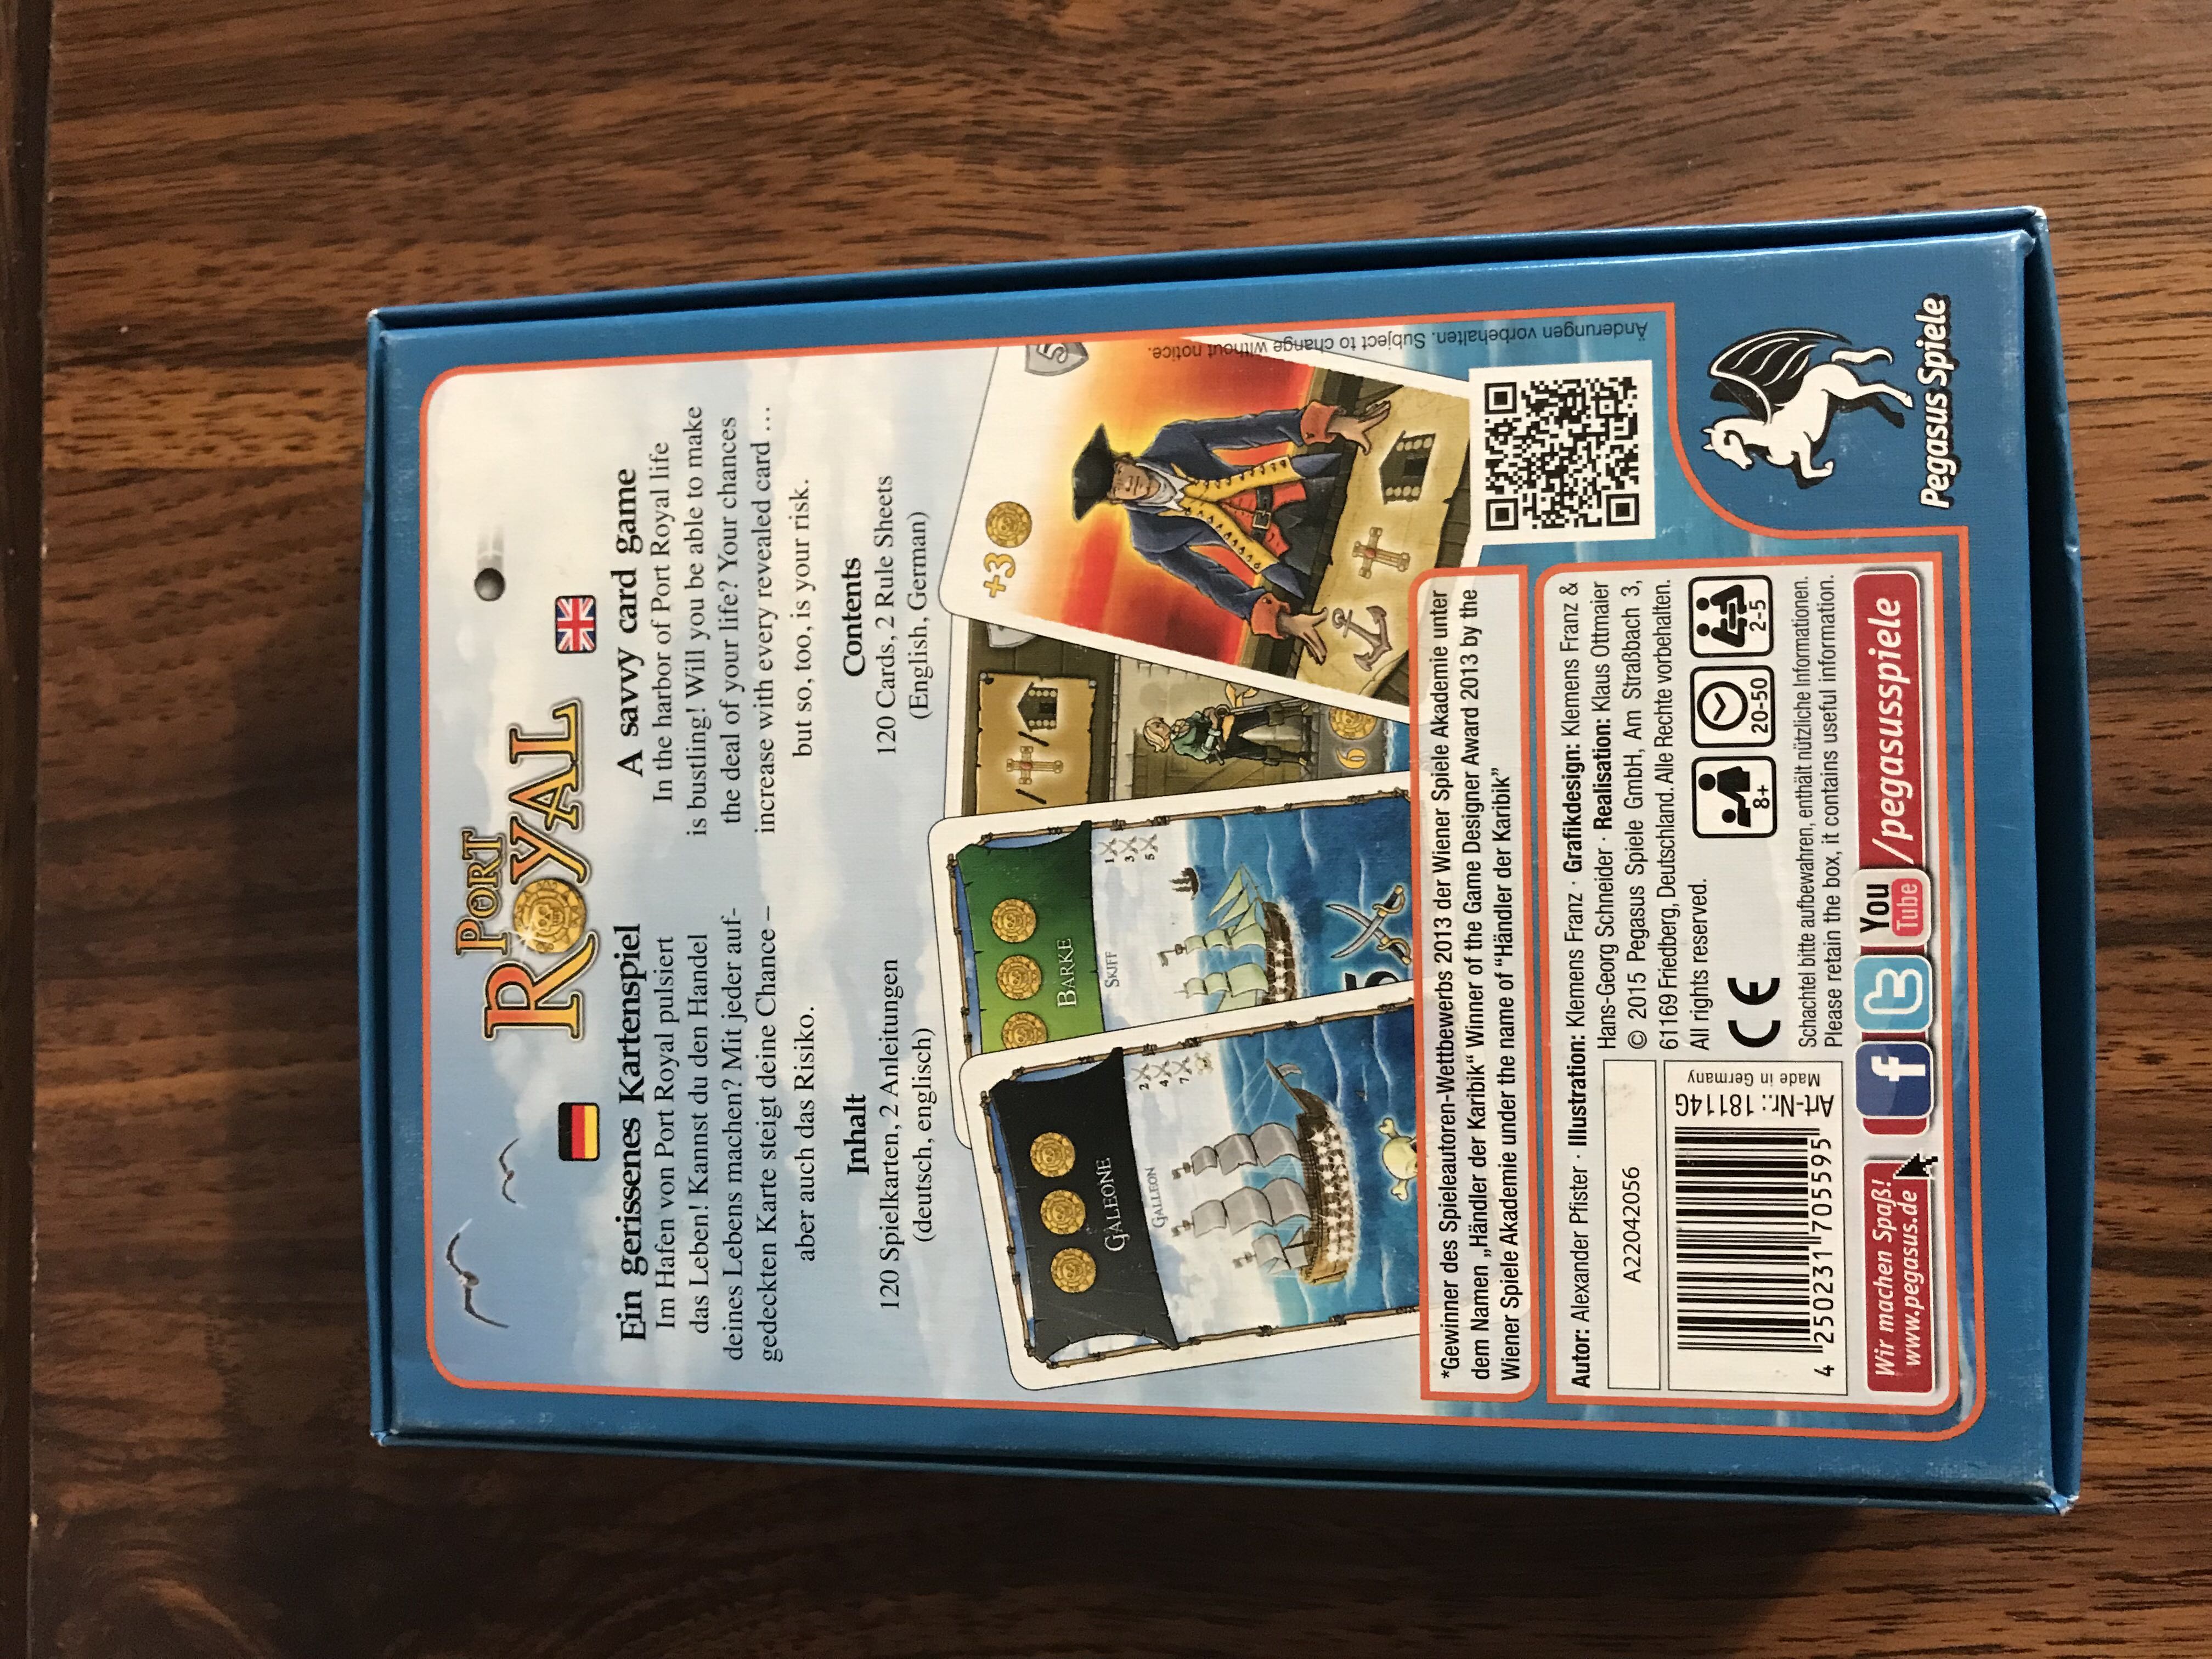 PORT
ROYAL
Ein gerissenes Kartenspiel
Im Hafen von Port Royal pulsiert
das Leben! Kannst du den Handel
deines Lebens machen? Mit jeder auf-
gedeckten Karte steigt deine Chance –
aber auch das Risiko.
Inhalt
120 Spielkarten, 2 Anleitungen
(deutsch, englisch)
A savvy card game
In the harbor of Port Royal life
is bustling! Will you be able to make
the deal of your life? Your chances
increase with every revealed card …
but so, too, is your risk.
Contents
120 Cards, 2 Rule Sheets
(English, German)
GALEONE
GALLEON
2
4
7
BARKE
SKIFF
1
3
5
5
/ /
6
+3
5
Änderungen vorbehalten. Subject to change without notice.
*Gewinner des Spieleautoren-Wettbewerbs 2013 der Wiener Spiele Akademie unter
dem Namen „Händler der Karibik“ Winner of the Game Designer Award 2013 by the
Wiener Spiele Akademie under the name of “Händler der Karibik”
Autor: Alexander Pfister · Illustration: Klemens Franz · Grafikdesign: Klemens Franz &
Hans-Georg Schneider · Realisation: Klaus Ottmaier
© 2015 Pegasus Spiele GmbH, Am Straßbach 3,
61169 Friedberg, Deutschland. Alle Rechte vorbehalten.
All rights reserved.
A22042056
Art-Nr.: 18114G
Made in Germany
4 250231 705595
CE
8+
20-50
2-5
Schachtel bitte aufbewahren, enthält nützliche Informationen.
Please retain the box, it contains useful information.
Wir machen Spaß!
www.pegasus.de
f
t
You
Tube
/pegasusspiele
Pegasus Spiele